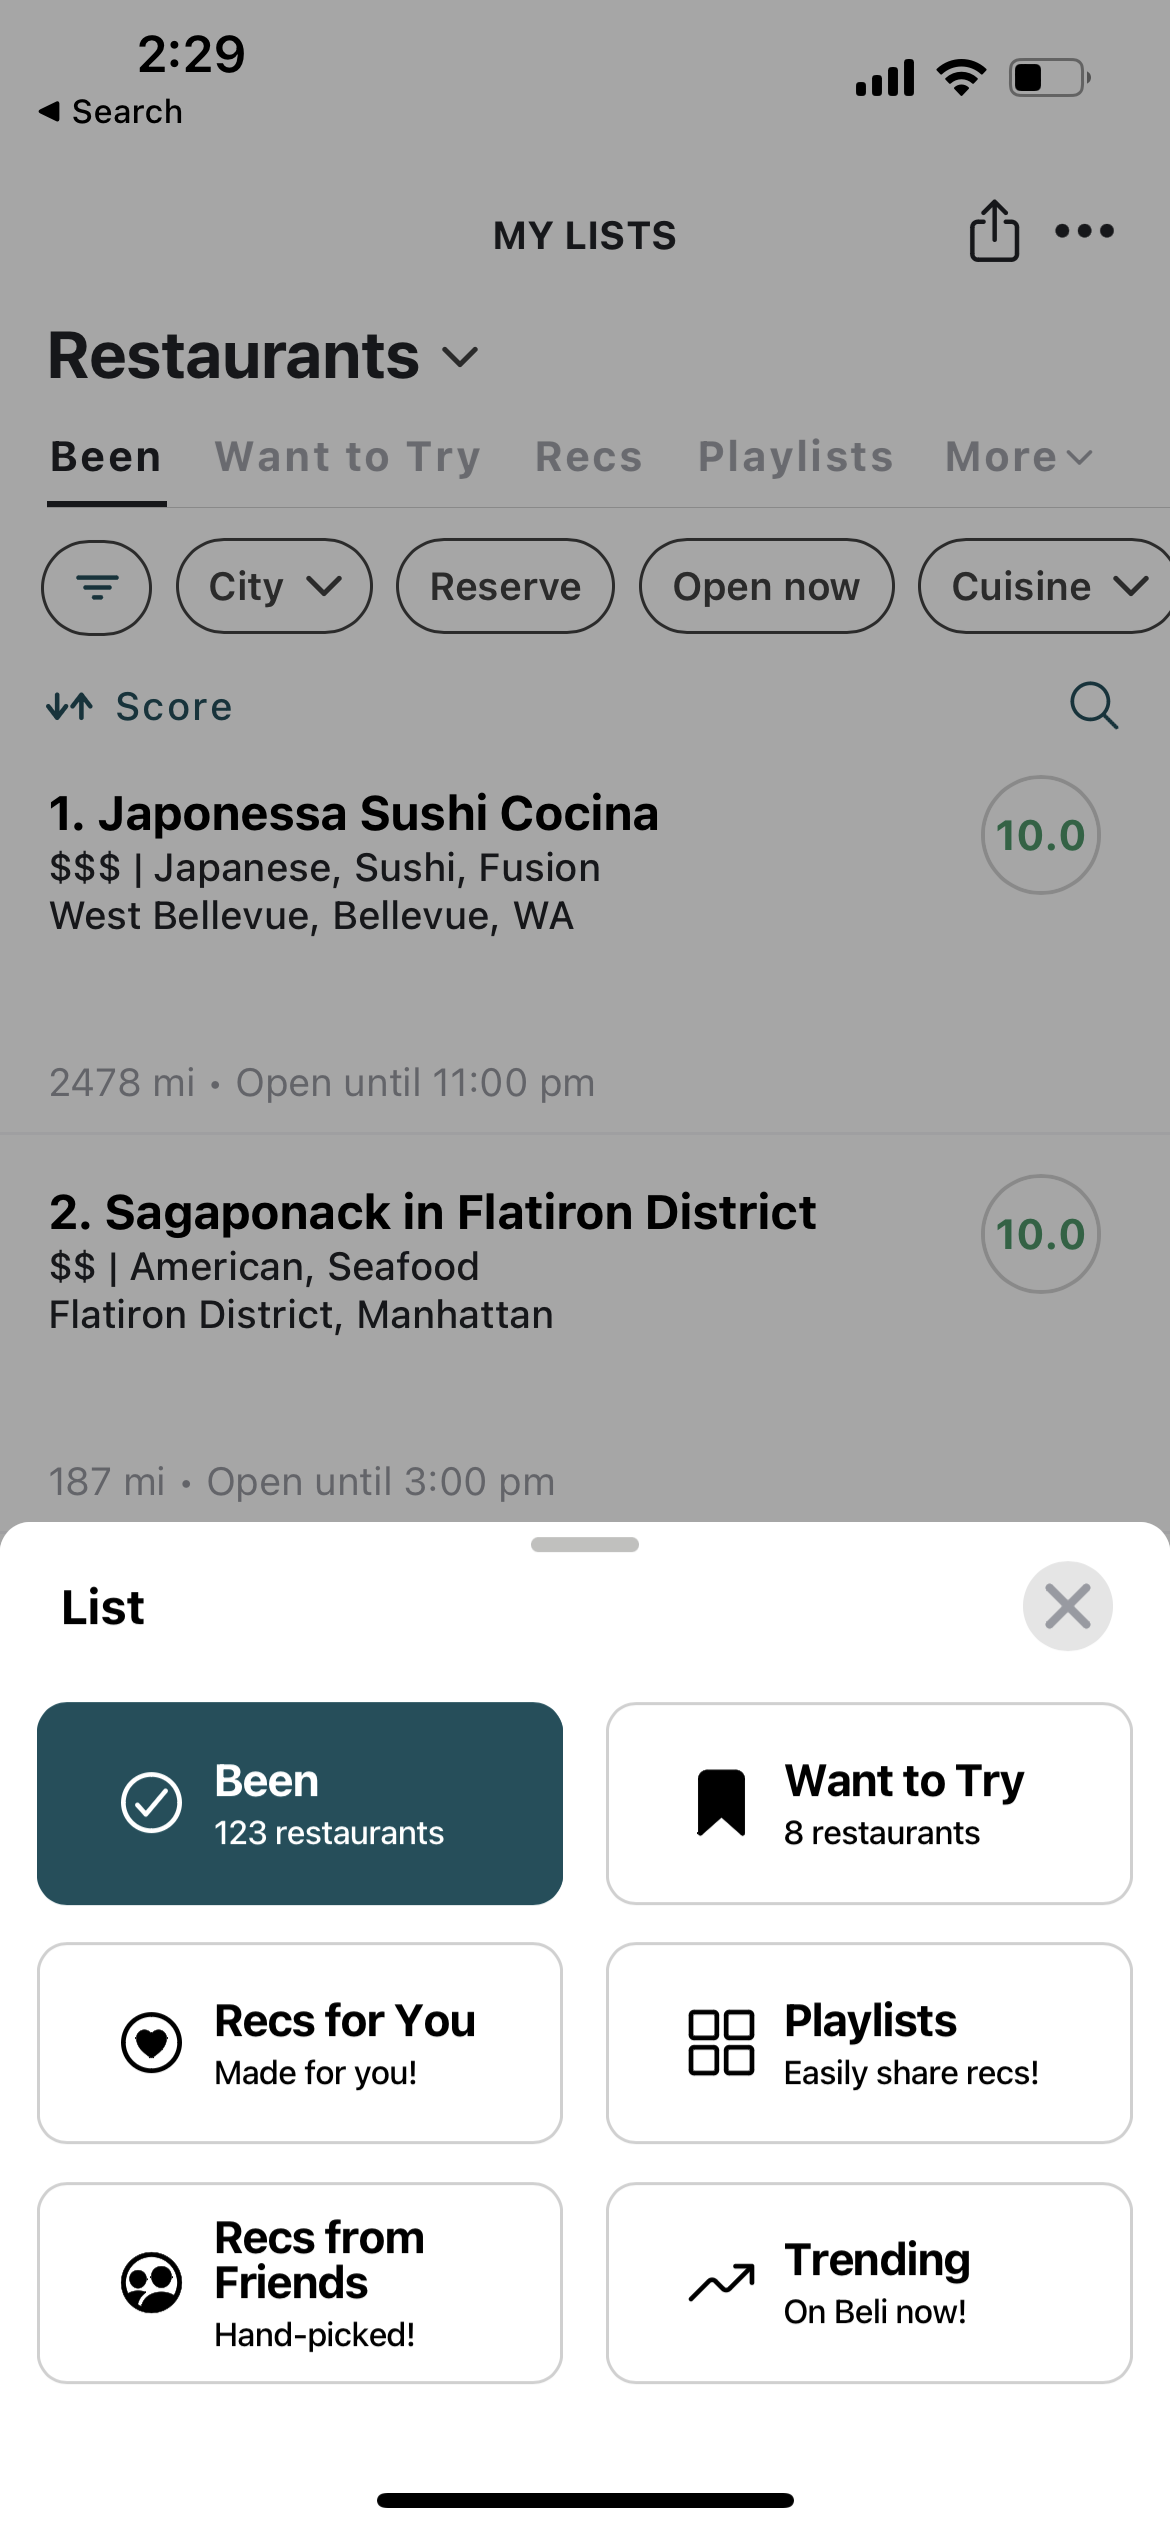 2:29
Search
MY LISTS
Restaurants
Been Want to Try Recs Playlists More
City Reserve Open now Cuisine
Score
1. Japonessa Sushi Cocina
10.0
$$$ | Japanese, Sushi, Fusion
West Bellevue, Bellevue, WA
2478 mi • Open until 11:00 pm
2. Sagaponack in Flatiron District
10.0
$$ | American, Seafood
Flatiron District, Manhattan
187 mi • Open until 3:00 pm
List
Been
123 restaurants
Want to Try
8 restaurants
Recs for You
Made for you!
Playlists
Easily share recs!
Recs from
Friends
Hand-picked!
Trending
On Beli now!